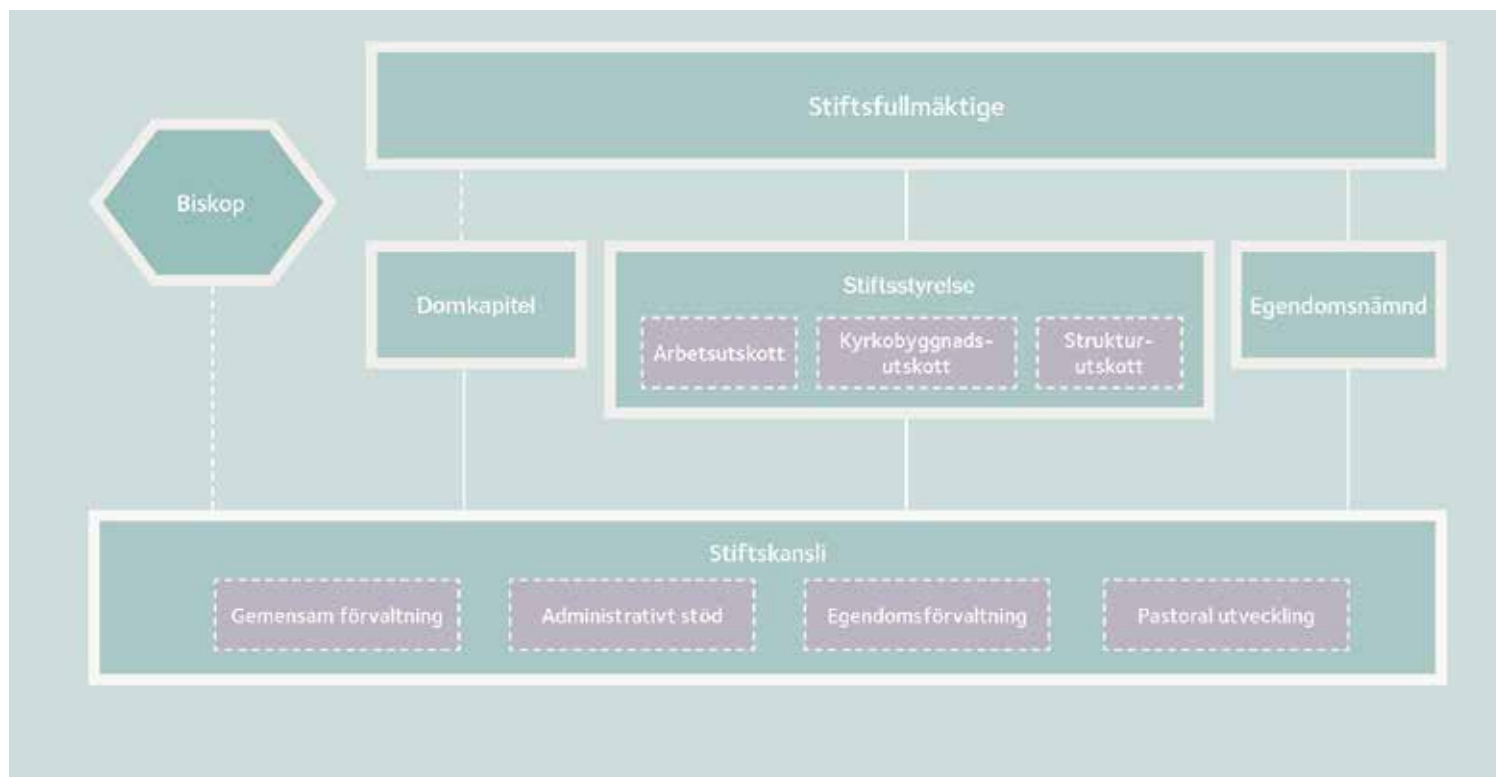 Stiftsfullmäktige
Biskop
Domkapitel
Stiftsstyrelse
Arbetsutskott
Kyrkobyggnads-
utskott
Struktur-
utskott
Egendomsnämnd
Stiftskansli
Gemensam förvaltning
Administrativt stöd
Egendomsförvaltning
Pastoral utveckling